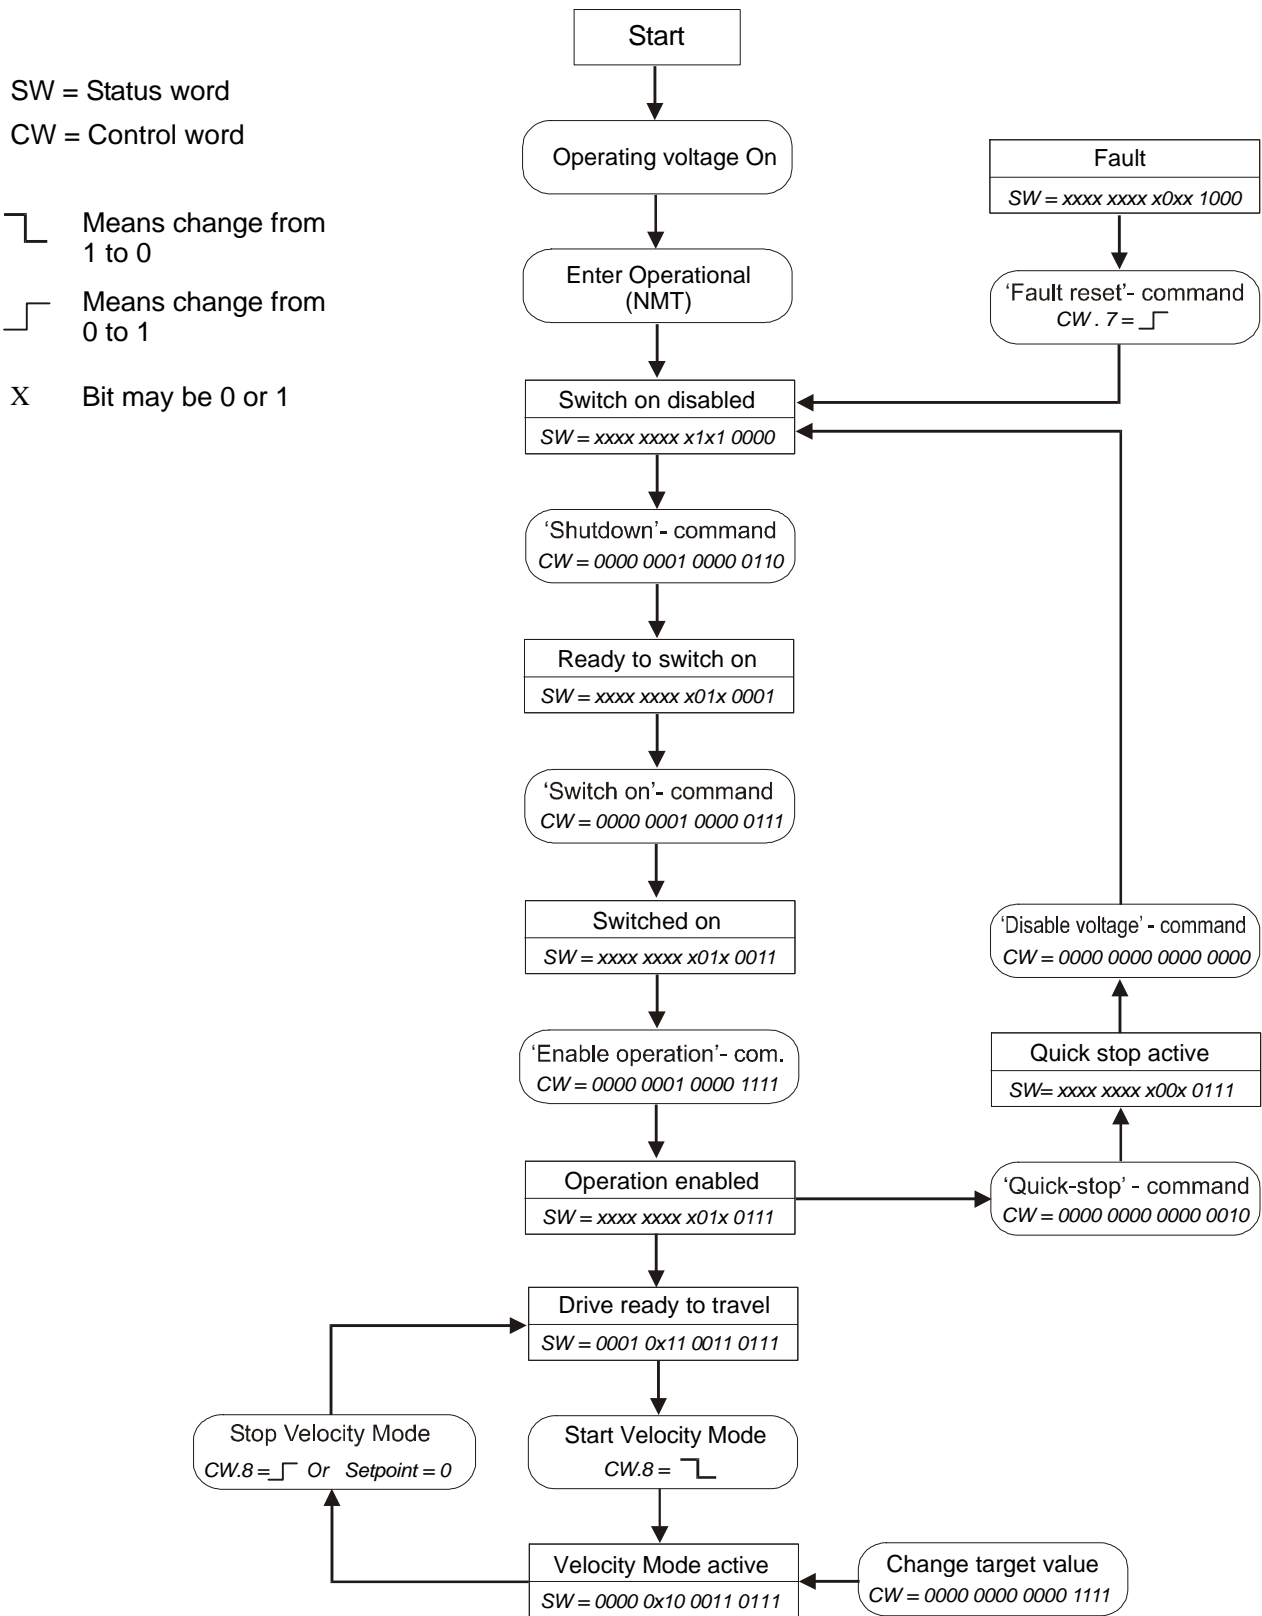 Start
SW = Status word
CW = Control word
Means change from
1 to 0
Means change from
0 to 1
X Bit may be 0 or 1
Operating voltage On
Enter Operational
(NMT)
Fault
SW = xxxx xxxx x0xx 1000
‘Fault reset’- command
CW . 7 =
Switch on disabled
SW = xxxx xxxx x1x1 0000
‘Shutdown’- command
CW = 0000 0001 0000 0110
Ready to switch on
SW = xxxx xxxx x01x 0001
‘Switch on’- command
CW = 0000 0001 0000 0111
Switched on
SW = xxxx xxxx x01x 0011
‘Enable operation’- com.
CW = 0000 0001 0000 1111
Operation enabled
SW = xxxx xxxx x01x 0111
‘Disable voltage’ - command
CW = 0000 0000 0000 0000
Quick stop active
SW= xxxx xxxx x00x 0111
‘Quick-stop’ - command
CW = 0000 0000 0000 0010
Drive ready to travel
SW = 0001 0x11 0011 0111
Stop Velocity Mode
CW.8 = Or Setpoint = 0
Start Velocity Mode
CW.8 =
Velocity Mode active
SW = 0000 0x10 0011 0111
Change target value
CW = 0000 0000 0000 1111